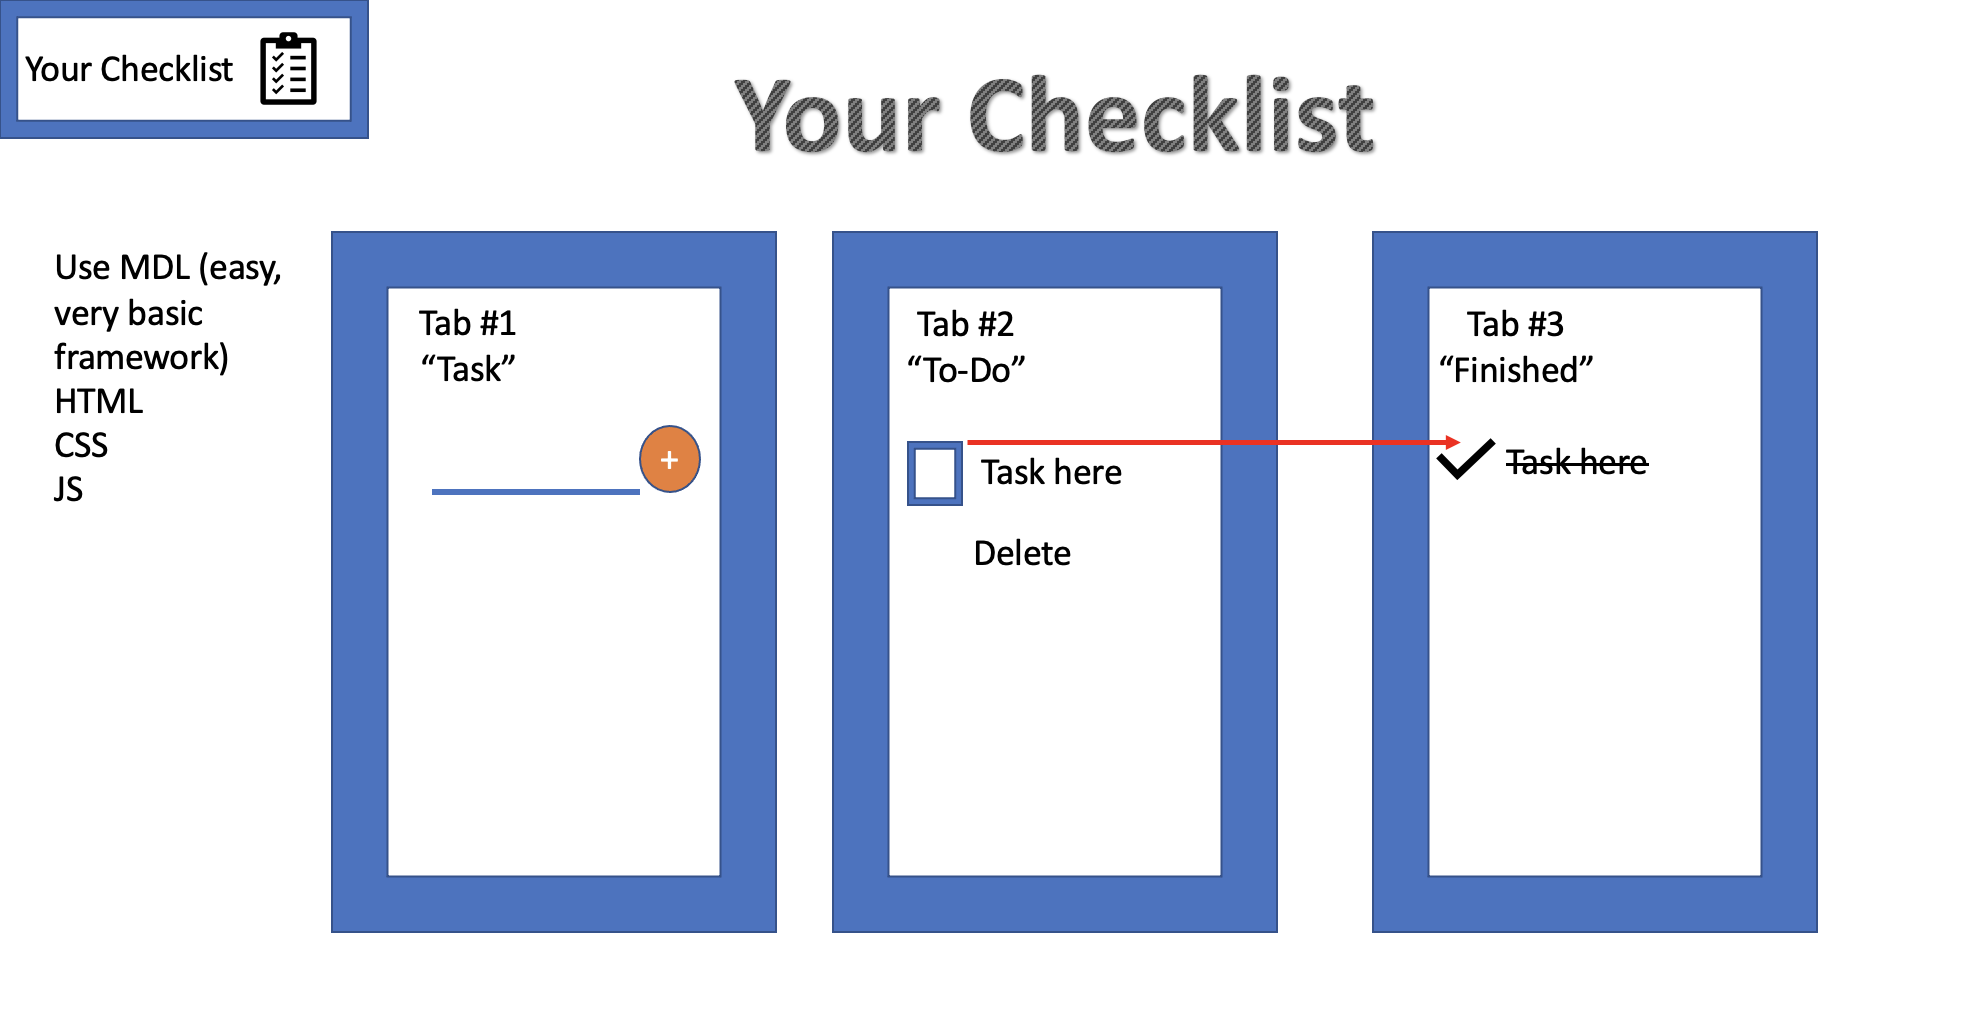 Your Checklist
Your Checklist
Use MDL (easy,
very basic
framework)
HTML
CSS
JS
Tab #1
“Task”
+
Tab #2
“To-Do”
Task here
Delete
Tab #3
“Finished”
Task here